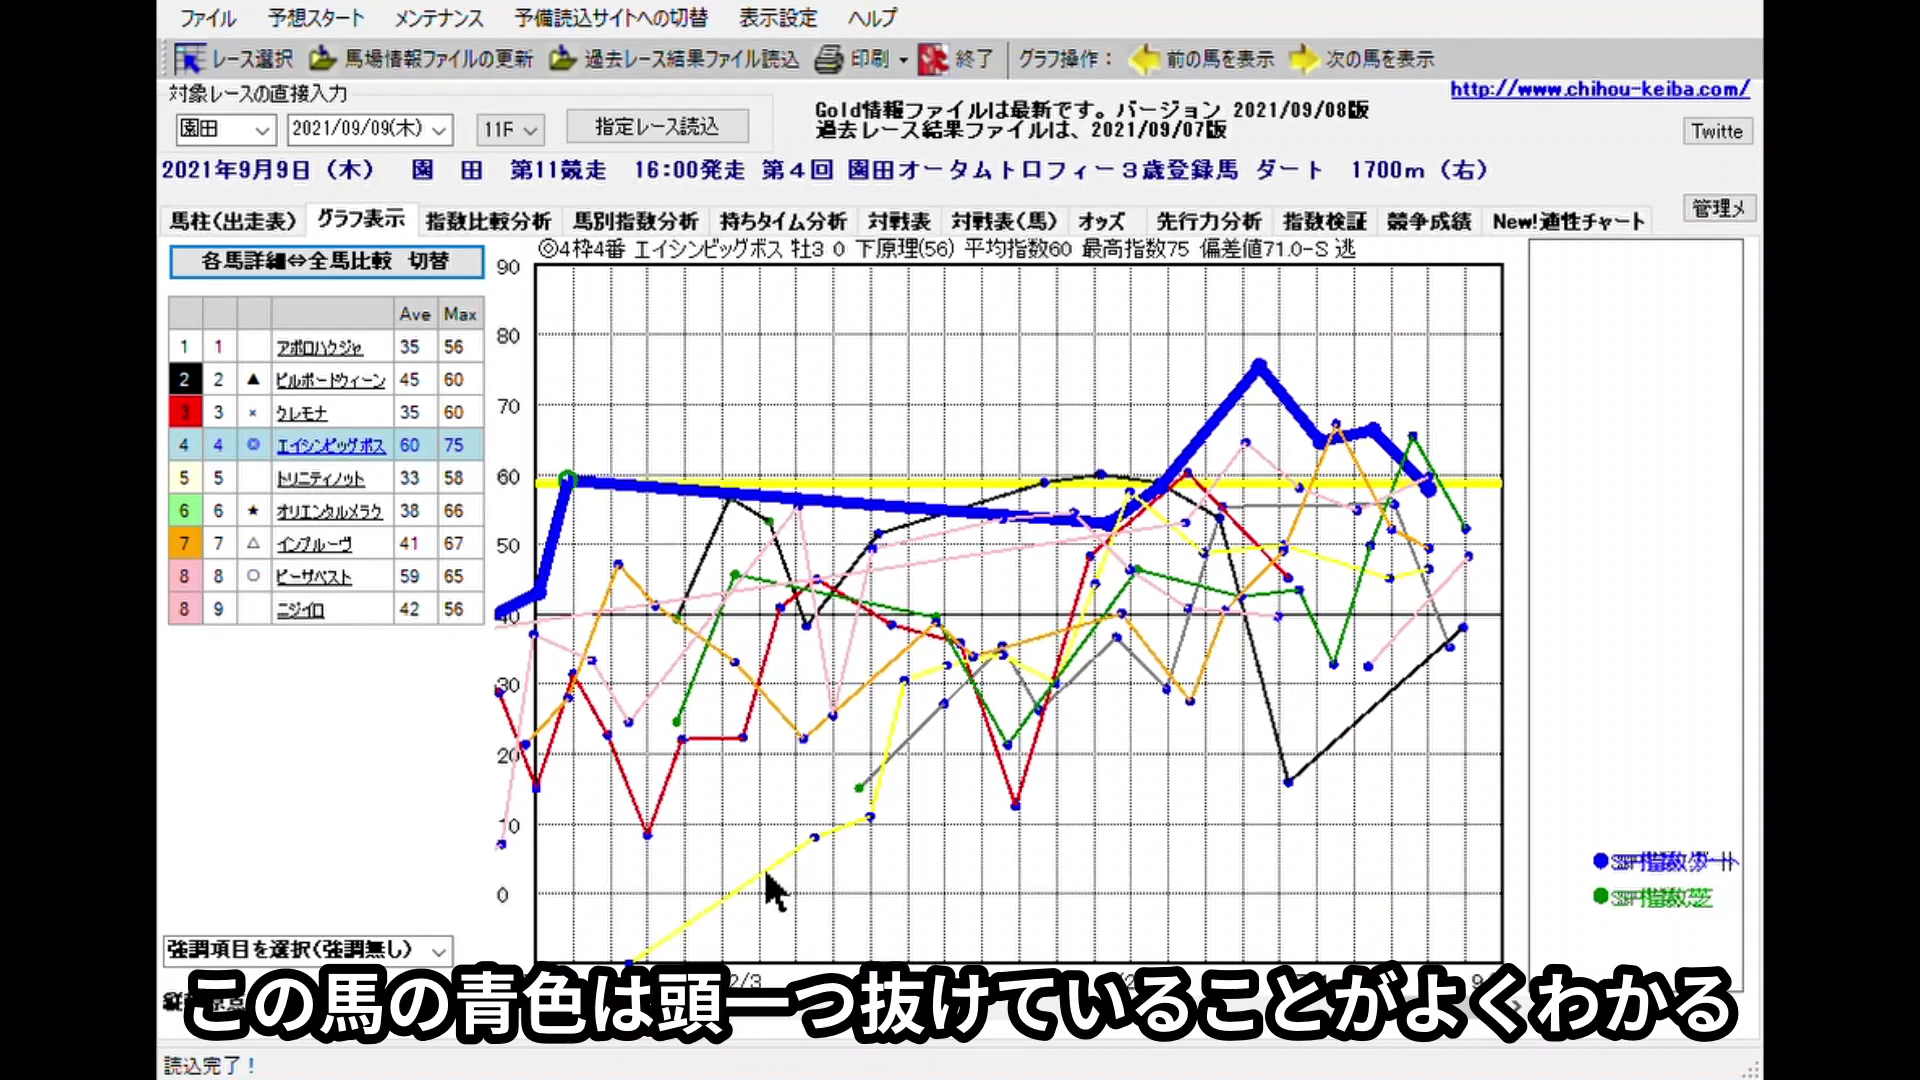 ファイル 予想スタート メンテナンス 予備読込サイトへの切替 表示設定 ヘルプ
レース選択 馬場情報ファイルの更新 過去レース結果ファイル読込 印刷 終了 グラフ操作： 前の馬を表示 次の馬を表示
対象レースの直接入力
http://www.chihou-keiba.com/
園田 2021/09/09(木) 11F 指定レース読込
Gold情報ファイルは最新です。バージョン 2021/09/08版
過去レース結果ファイルは、2021/09/07版
Twitte
2021年9月9日（木） 園 田 第11競走 16:00発走 第４回 園田オータムトロフィー３歳登録馬 ダート 1700m（右）
管理メ
馬柱(出走表) グラフ表示 指数比較分析 馬別指数分析 持ちタイム分析 対戦表 対戦表(馬) オッズ 先行力分析 指数検証 競争成績 New!適性チャート
各馬詳細⇔全馬比較 切替
◎4枠4番 エイシンビッグボス 牡3 0 下原理(56) 平均指数60 最高指数75 偏差値71.0-S 逃
Ave Max
1 1 アポロハクジャ 35 56
2 2 ▲ ビルボードクィーン 45 60
3 3 × クレモナ 35 60
4 4 ◎ エイシンビッグボス 60 75
5 5 トリニティノット 33 58
6 6 ★ オリエンタルメラク 38 66
7 7 △ インプルーヴ 41 67
8 8 ○ ピーザベスト 59 65
8 9 ニジイロ 42 56
90
80
70
60
50
40
30
20
10
0
SP指数ダート
SP指数芝
強調項目を選択(強調無し)
2/3
この馬の青色は頭一つ抜けていることがよくわかる
読込完了！